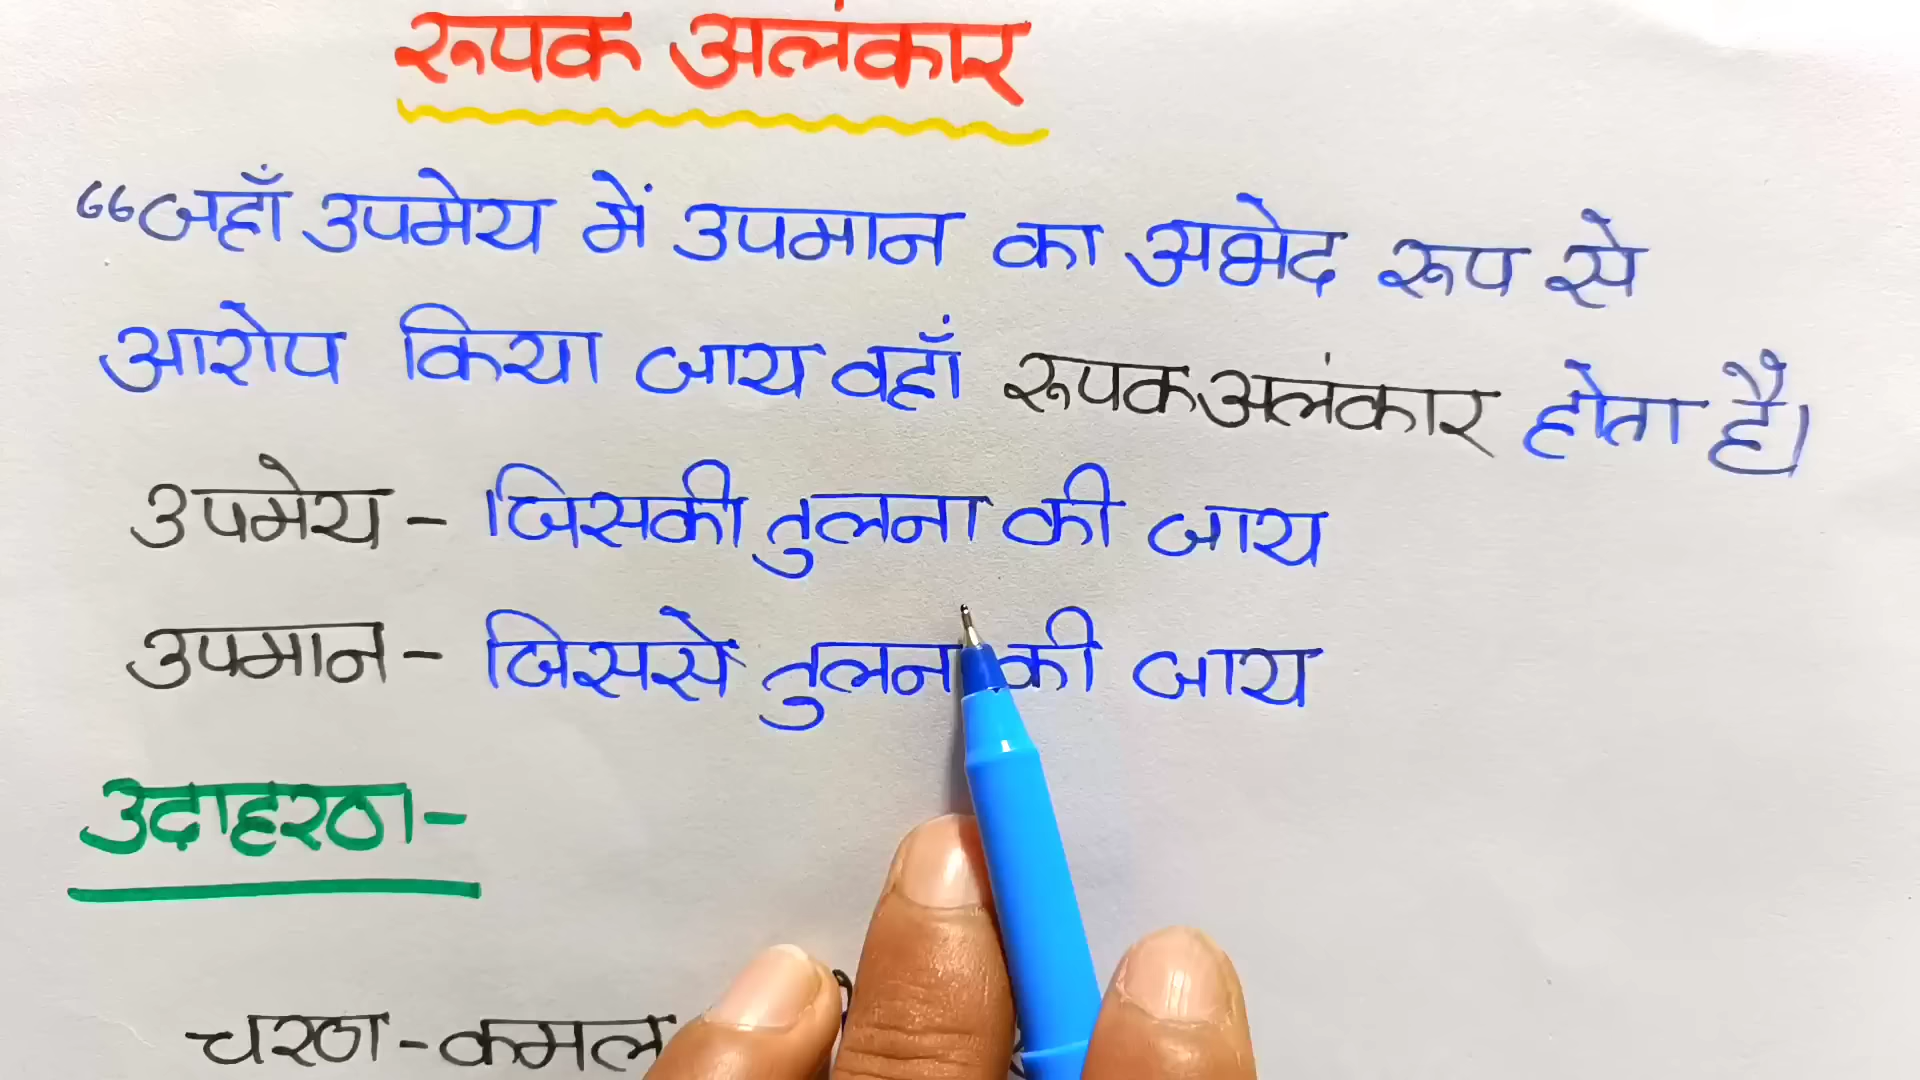 रूपक अलंकार
“जहाँ उपमेय में उपमान का अभेद रूप से
आरोप किया जाय वहाँ रूपक अलंकार होता है।
उपमेय - जिसकी तुलना की जाय
उपमान - जिससे तुलना की जाय
उदाहरण -
चरण - कमल